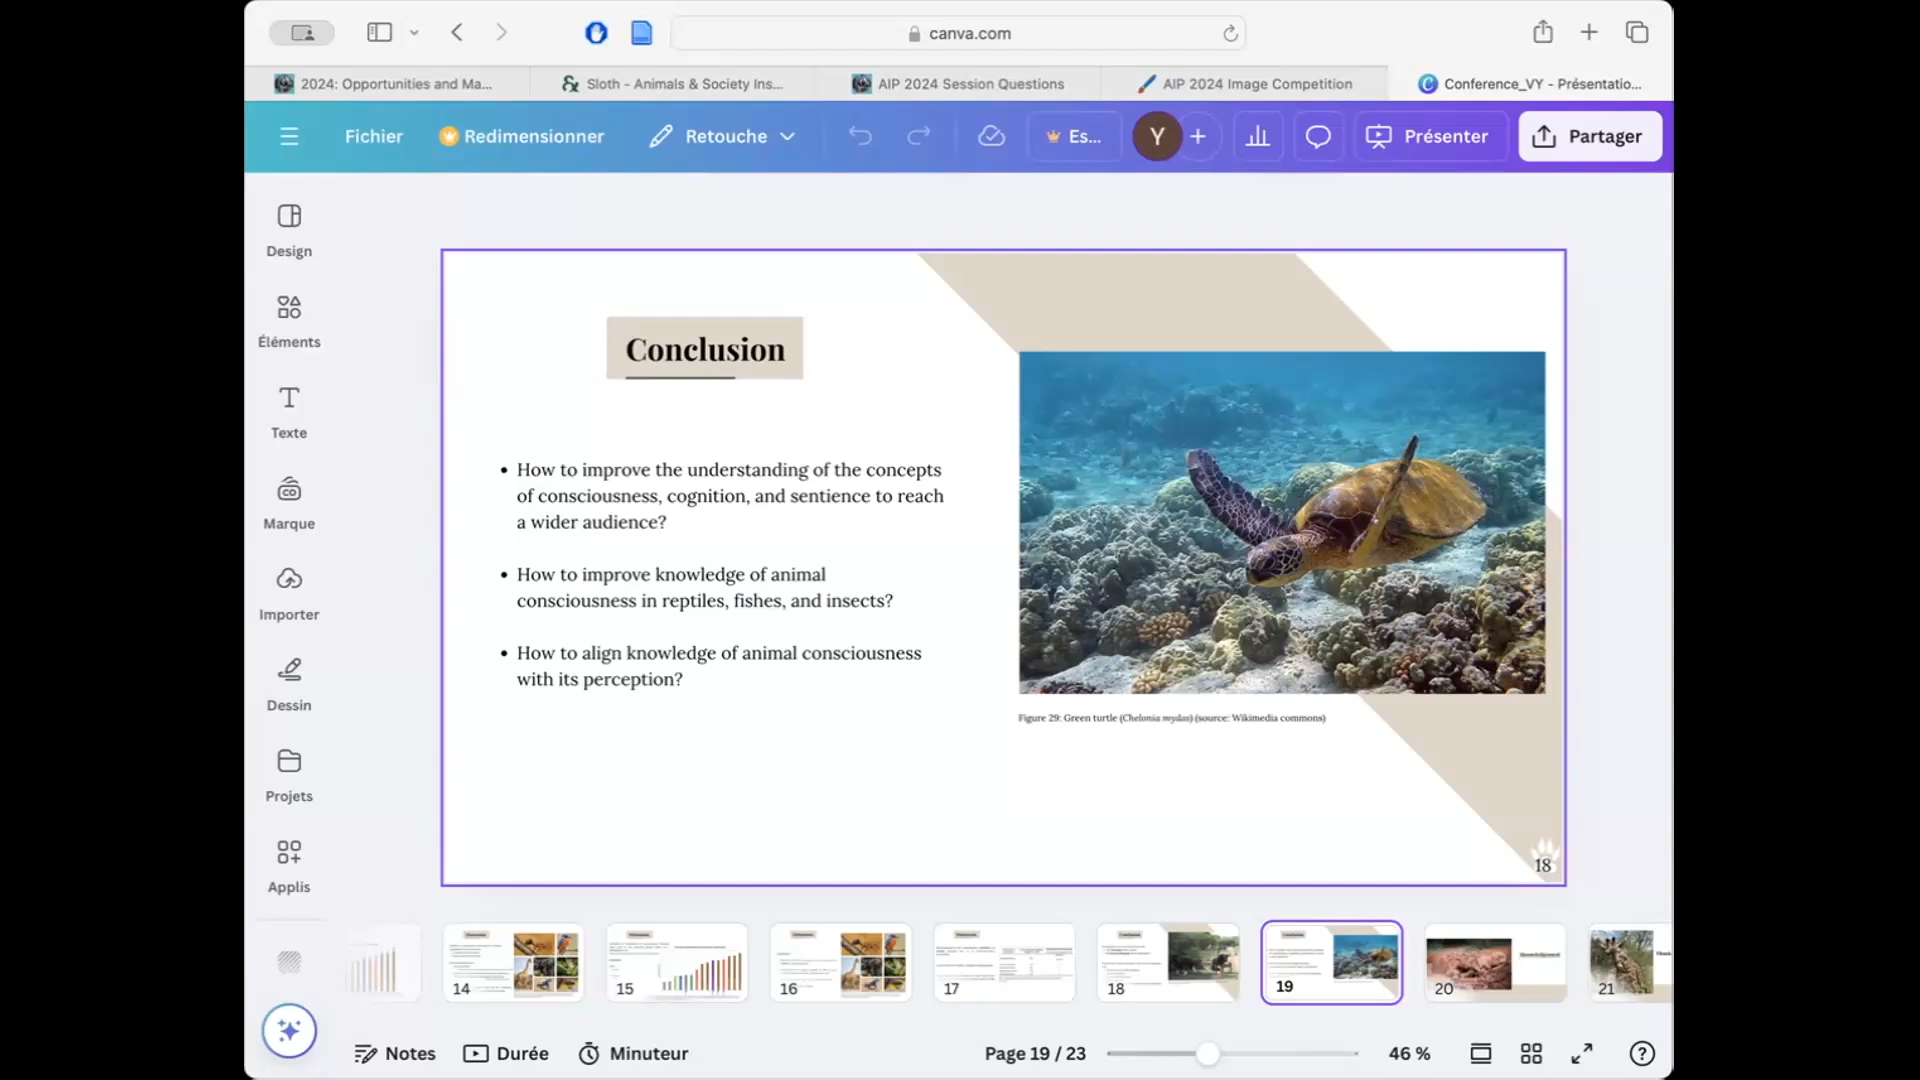 canva.com
2024: Opportunities and Ma...
Sloth - Animals & Society Ins...
AIP 2024 Session Questions
AIP 2024 Image Competition
Conference_VY - Présentatio...
Fichier
Redimensionner
Retouche
Es...
Y
Présenter
Partager
Design
Éléments
Texte
Marque
Importer
Dessin
Projets
Applis
Conclusion
• How to improve the understanding of the concepts
of consciousness, cognition, and sentience to reach
a wider audience?
• How to improve knowledge of animal
consciousness in reptiles, fishes, and insects?
• How to align knowledge of animal consciousness
with its perception?
Figure 29: Green turtle (Chelonia mydas) (source: Wikimedia commons)
18
14
15
16
17
18
19
20
21
Notes
Durée
Minuteur
Page 19 / 23
46 %